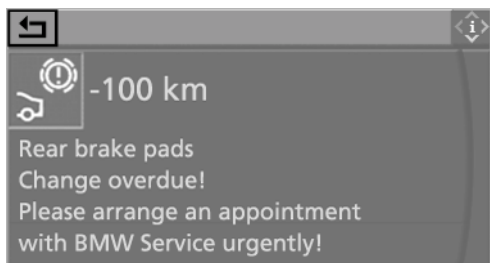 -100 km
Rear brake pads
Change overdue!
Please arrange an appointment
with BMW Service urgently!